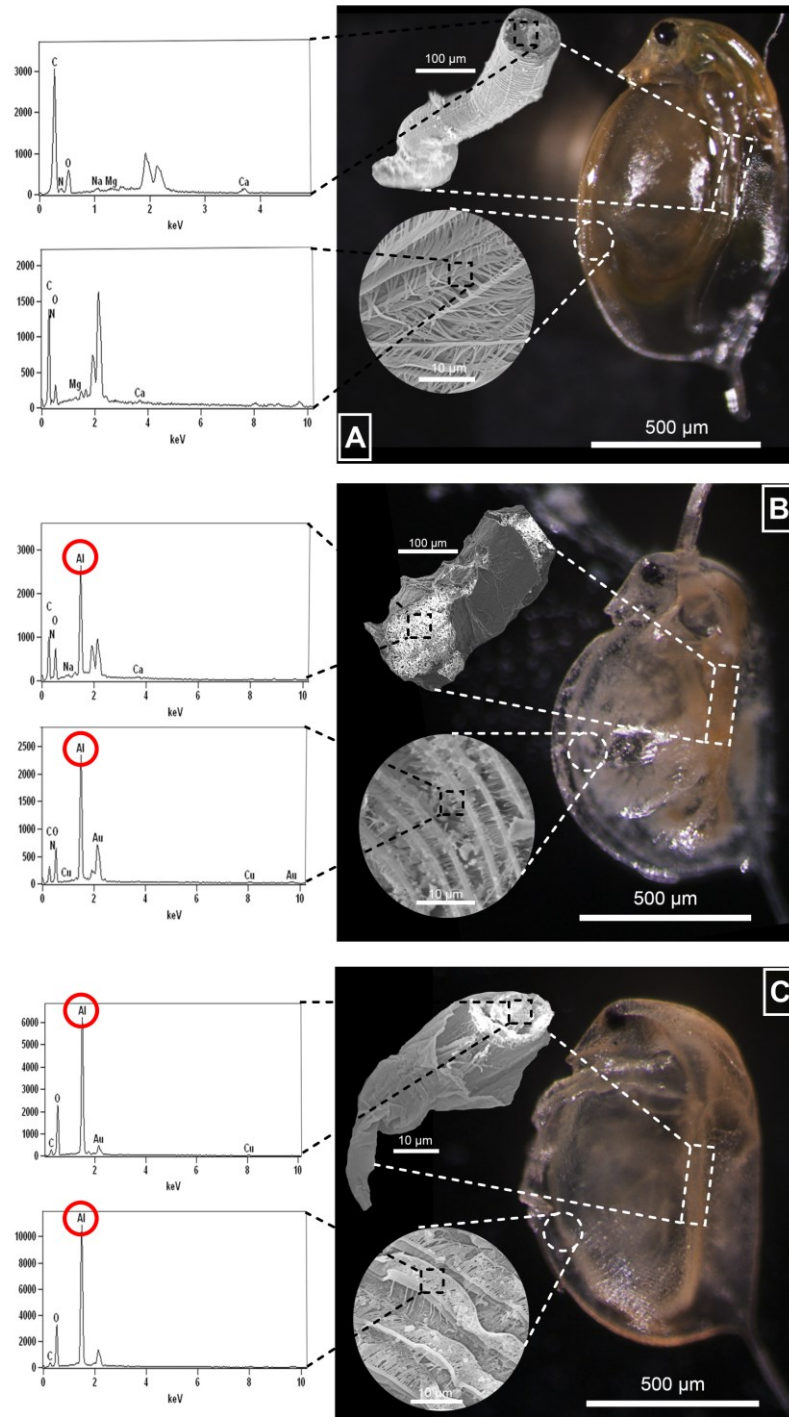 3000
2000
1000
0
C
N
O
Na Mg
Ca
0 1 2 3 4
keV
100 µm
2000
1500
1000
500
0
C
O
N
Mg
Ca
0 2 4 6 8 10
keV
10 µm
A
500 µm
B
3000
2000
1000
0
Al
C
O
N
Na
Ca
0 2 4 6 8 10
keV
100 µm
2500
2000
1500
1000
500
0
Al
C O
N
Cu
Au
Cu
Au
0 2 4 6 8 10
keV
10 µm
500 µm
C
6000
5000
4000
3000
2000
1000
0
Al
O
C
Au
Cu
0 2 4 6 8 10
keV
10 µm
10000
8000
6000
4000
2000
0
Al
O
C
0 2 4 6 8 10
keV
10 µm
500 µm